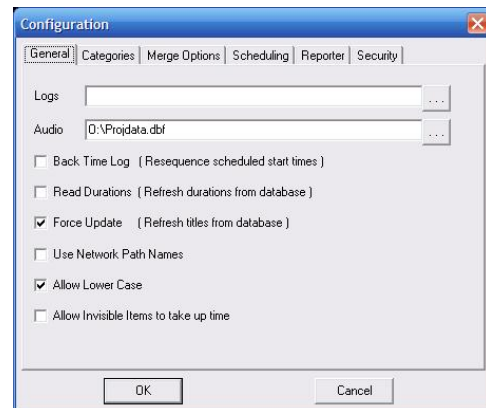 Configuration
General Categories Merge Options Scheduling Reporter Security
Logs ...
Audio O:\Projdata.dbf ...
Back Time Log ( Resequence scheduled start times )
Read Durations ( Refresh durations from database )
Force Update ( Refresh titles from database )
Use Network Path Names
Allow Lower Case
Allow Invisible Items to take up time
OK Cancel